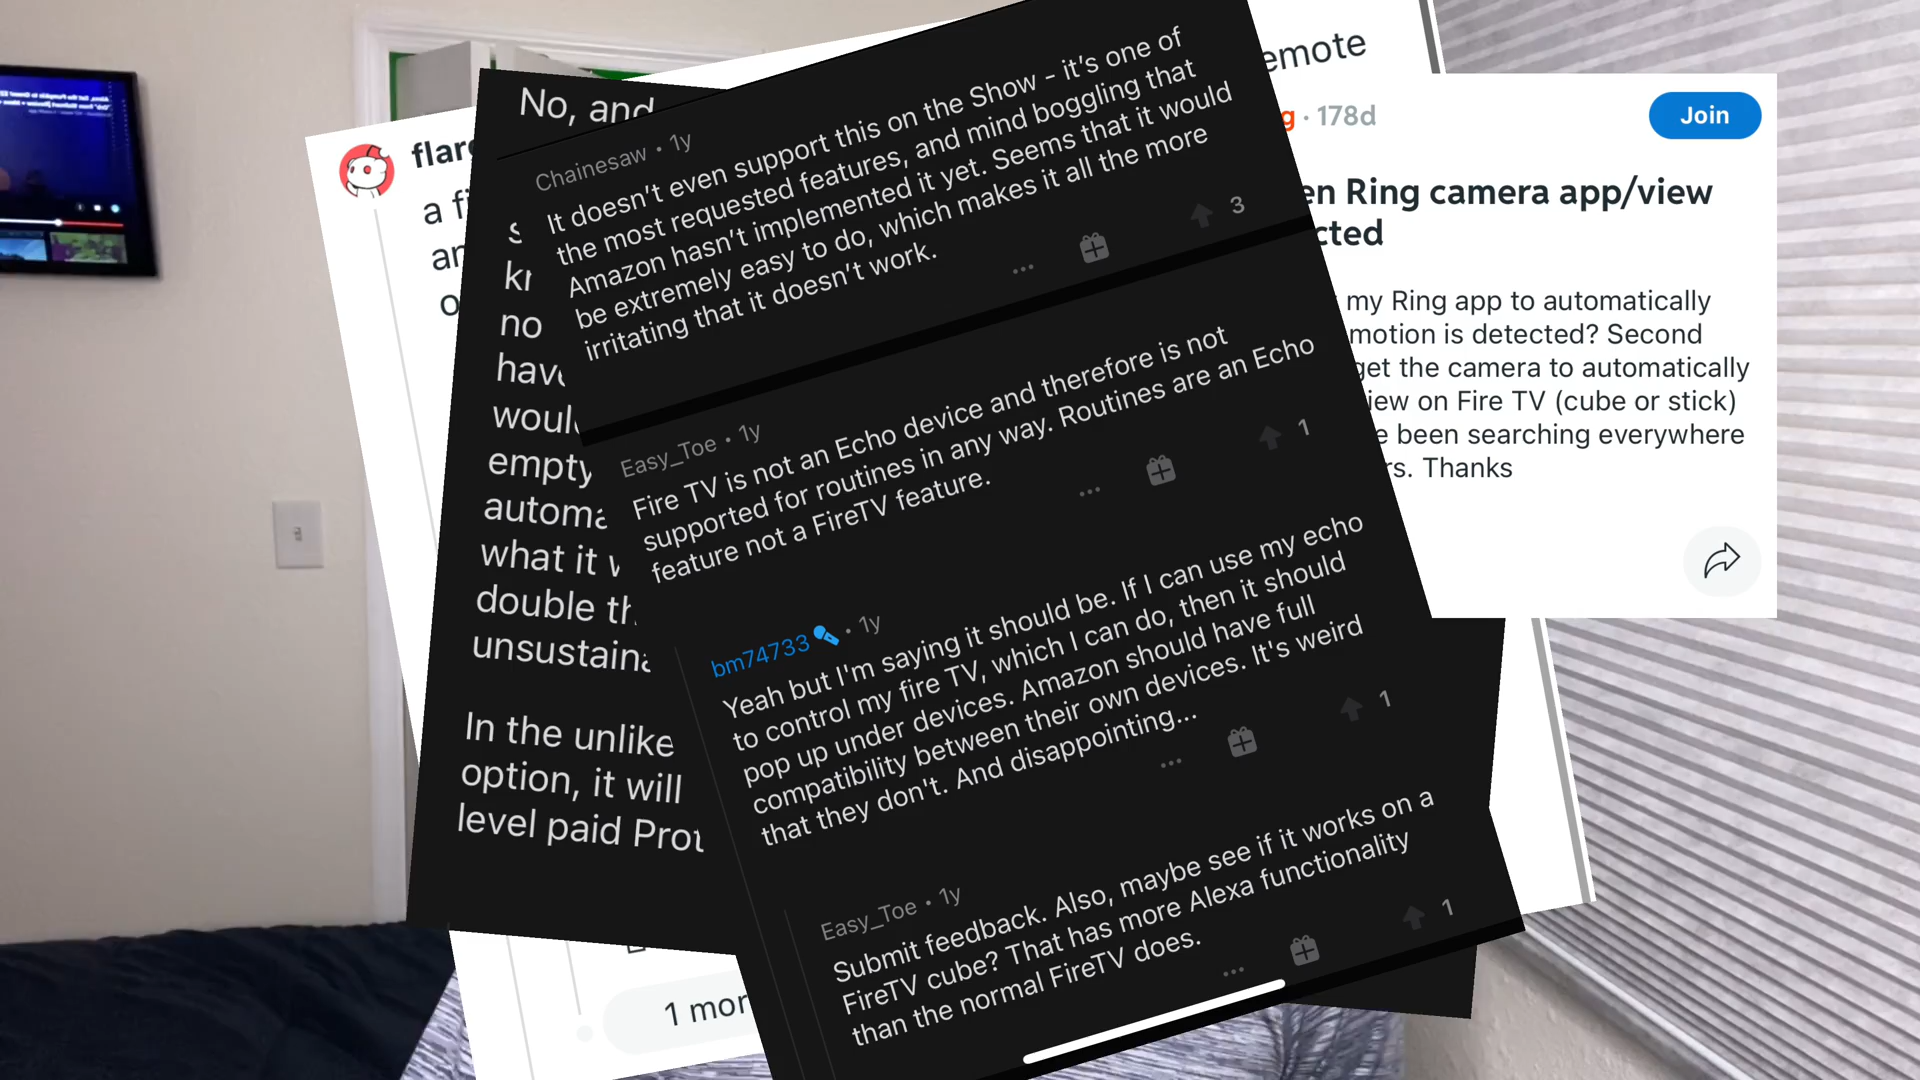 No, and
kr
no
have
empty
what it
double
In the unlike
option, it will
level paid
1
Chainesaw • 1y
It doesn't even support this on the Show - it's one of
the most requested features, and mind boggling that
Amazon hasn't implemented it yet. Seems that it would
be extremely easy to do, which makes it all the more
irritating that it doesn't work.
3
Easy_Toe • 1y
Fire TV is not an Echo device and therefore is not
supported for routines in any way. Routines are an Echo
feature not a FireTV feature.
1
bm74733 • 1y
Yeah but I'm saying it should be. If I can use my echo
to control my fire TV, which I can do, then it should
pop up under devices. Amazon should have full
compatibility between their own devices. It's weird
that they don't. And disappointing...
1
Easy_Toe • 1y
Submit feedback. Also, maybe see if it works on a
FireTV cube? That has more Alexa functionality
than the normal FireTV does.
1
emote
g · 178d
Join
en Ring camera app/view
cted
my Ring app to automatically
motion is detected? Second
get the camera to automatically
iew on Fire TV (cube or stick)
e been searching everywhere
rs. Thanks